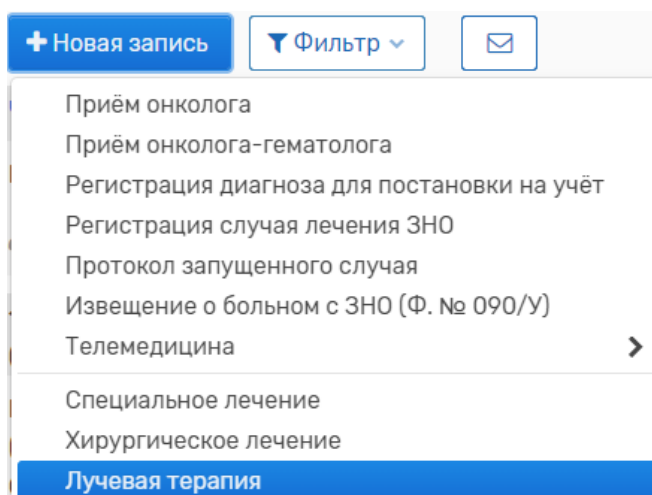 Новая запись
Фильтр
Приём онколога
Приём онколога-гематолога
Регистрация диагноза для постановки на учёт
Регистрация случая лечения ЗНО
Протокол запущенного случая
Извещение о больном с ЗНО (Ф. № 090/У)
Телемедицина
Специальное лечение
Хирургическое лечение
Лучевая терапия